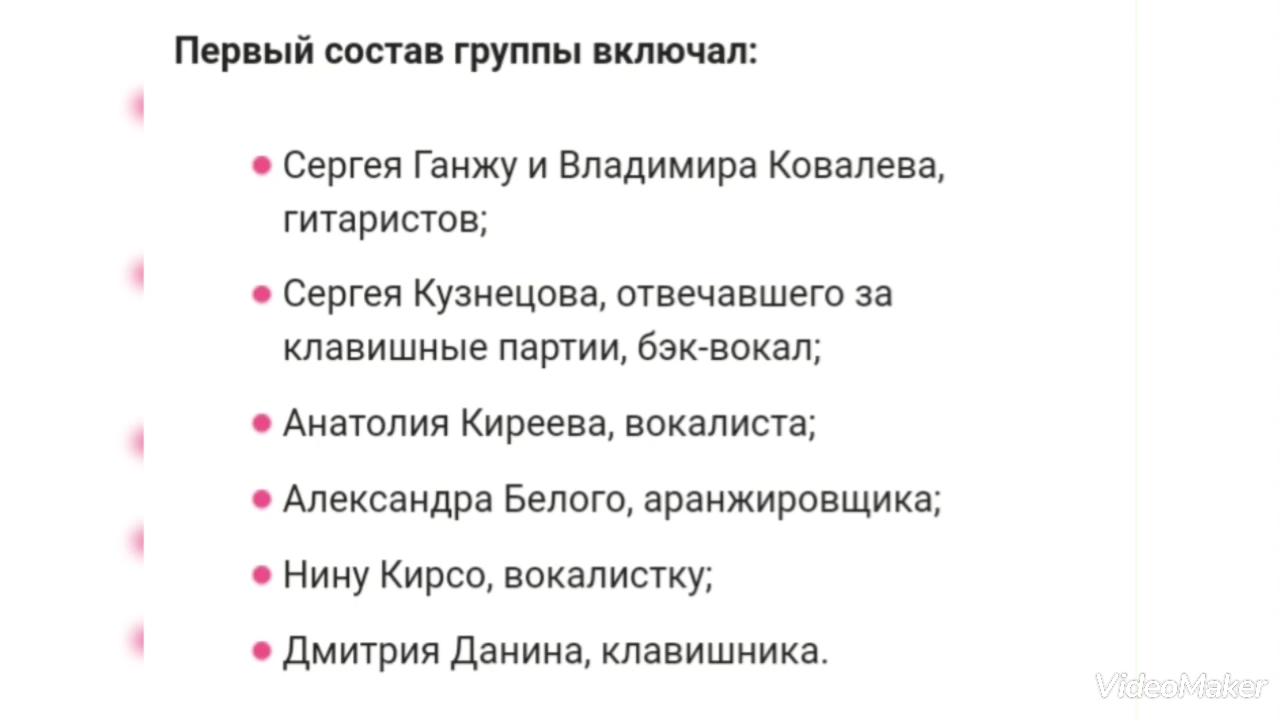 Первый состав группы включал:
Сергея Ганжу и Владимира Ковалева,
гитаристов;
Сергея Кузнецова, отвечавшего за
клавишные партии, бэк-вокал;
Анатолия Киреева, вокалиста;
Александра Белого, аранжировщика;
Нину Кирсо, вокалистку;
Дмитрия Данина, клавишника.
VideoMaker